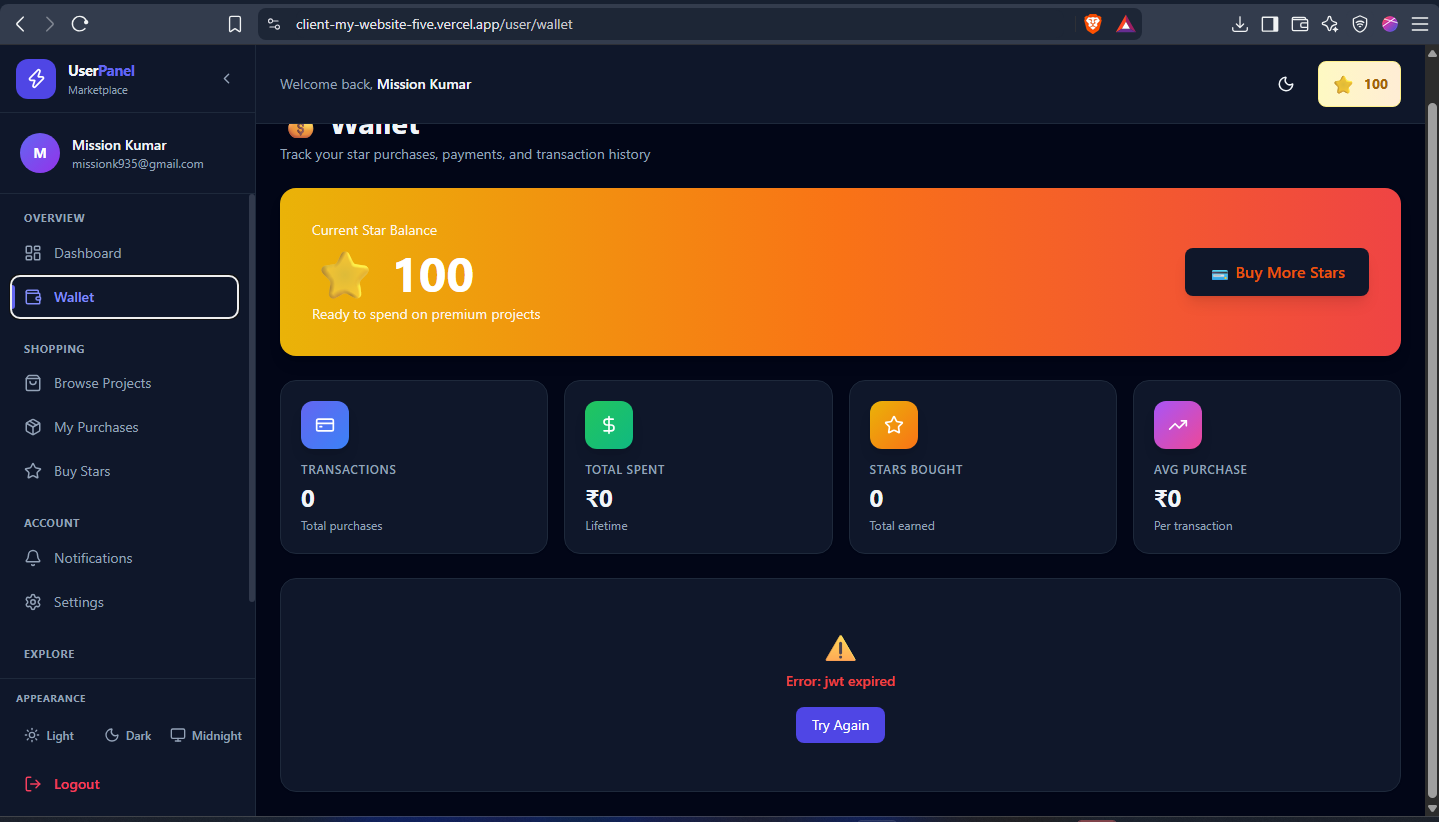 client-my-website-five.vercel.app/user/wallet
UserPanel
Marketplace
Welcome back, Mission Kumar
100
M
Mission Kumar
missionk935@gmail.com
OVERVIEW
Dashboard
Wallet
SHOPPING
Browse Projects
My Purchases
Buy Stars
ACCOUNT
Notifications
Settings
EXPLORE
APPEARANCE
Light
Dark
Midnight
Logout
Wallet
Track your star purchases, payments, and transaction history
Current Star Balance
100
Ready to spend on premium projects
Buy More Stars
TRANSACTIONS
0
Total purchases
TOTAL SPENT
₹0
Lifetime
STARS BOUGHT
0
Total earned
AVG PURCHASE
₹0
Per transaction
Error: jwt expired
Try Again